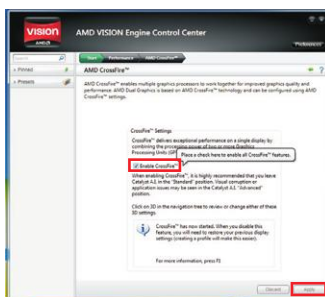 VISION
AMD
AMD VISION Engine Control Center
Preferences
Search
Start
Performance
AMD CrossFire™
Pinned
Presets
AMD CrossFire™
AMD CrossFire™ enables multiple graphics processors to work together for improved graphics quality and
performance. AMD Dual Graphics is based on AMD CrossFire™ technology and can be configured using AMD
CrossFire™ settings.
CrossFire™ Settings
CrossFire™ delivers exceptional performance on a single display by
combining the processing power of two or more Graphics
Processing Units (GP
Place a check here to enable all CrossFire™ features.
Enable CrossFire™
When enabling CrossFire™, it is highly recommended that you leave
Catalyst A.I. in the "Standard" position. Visual corruption or
application issues may be seen in the Catalyst A.I. "Advanced"
position.
Click on 3D in the navigation tree to review or change either of these
3D settings.
CrossFire™ has now started. When you disable this
feature, you will need to restore your previous display
settings (creating a profile will make this easier).
For more information, press F1
Discard
Apply